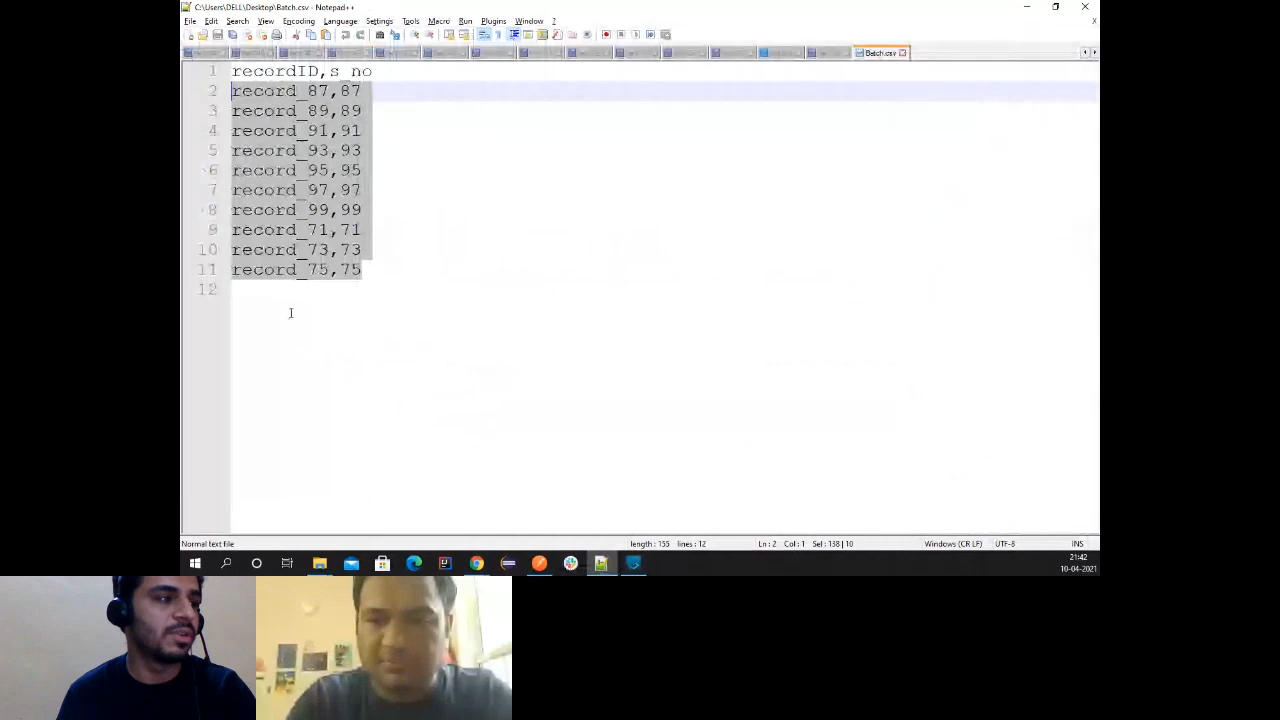 C:\Users\DELL\Desktop\Batch.csv - Notepad++
File Edit Search View Encoding Language Settings Tools Macro Run Plugins Window ? X
Batch.csv
1 recordID,s_no
2 record_87,87
3 record_89,89
4 record_91,91
5 record_93,93
6 record_95,95
7 record_97,97
8 record_99,99
9 record_71,71
10 record_73,73
11 record_75,75
12
Normal text file length : 155 lines : 12 Ln : 2 Col : 1 Sel : 138 | 10 Windows (CR LF) UTF-8 INS
21:42
10-04-2021